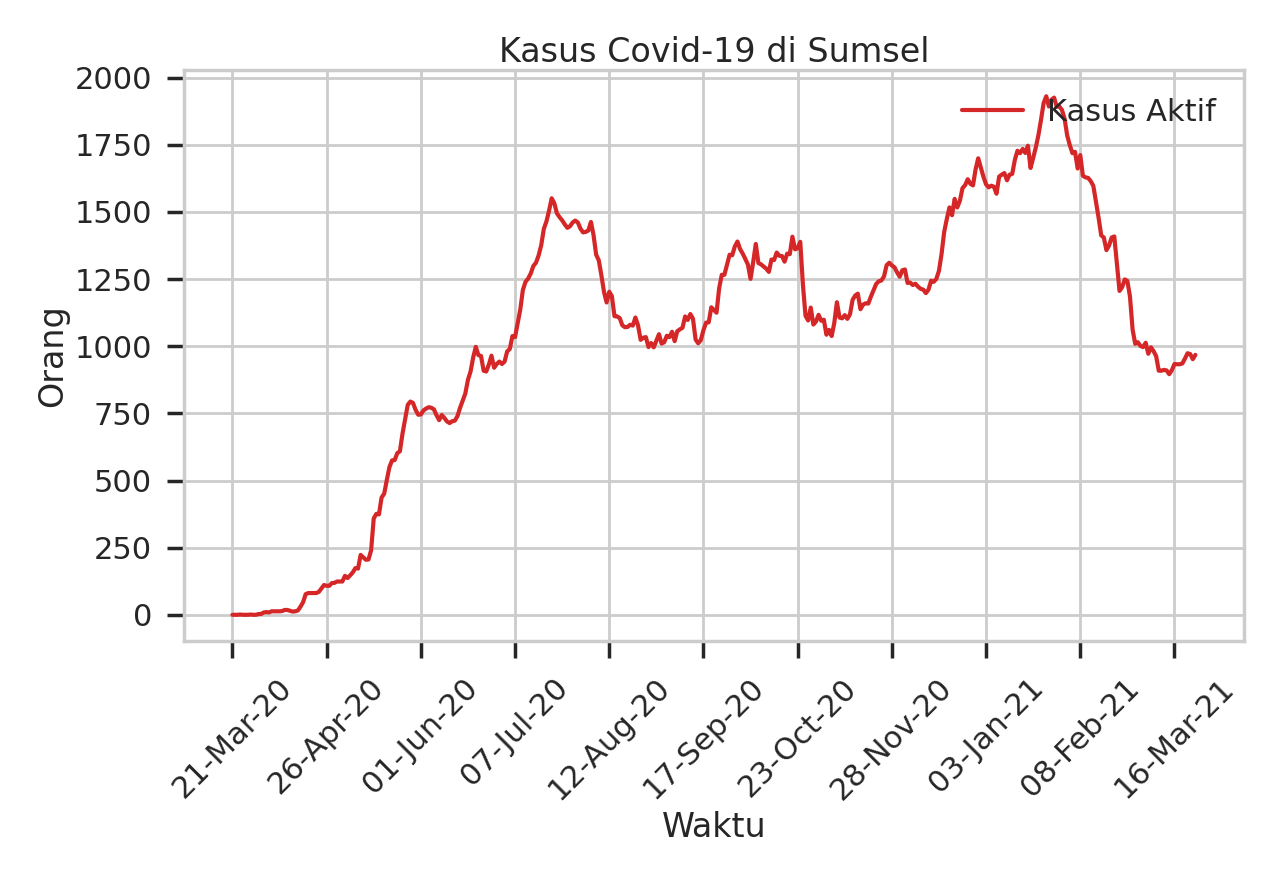 Kasus Covid-19 di Sumsel
Kasus Aktif
2000
1750
1500
1250
1000
750
500
250
0
Orang
21-Mar-20
26-Apr-20
01-Jun-20
07-Jul-20
12-Aug-20
17-Sep-20
23-Oct-20
28-Nov-20
03-Jan-21
08-Feb-21
16-Mar-21
Waktu